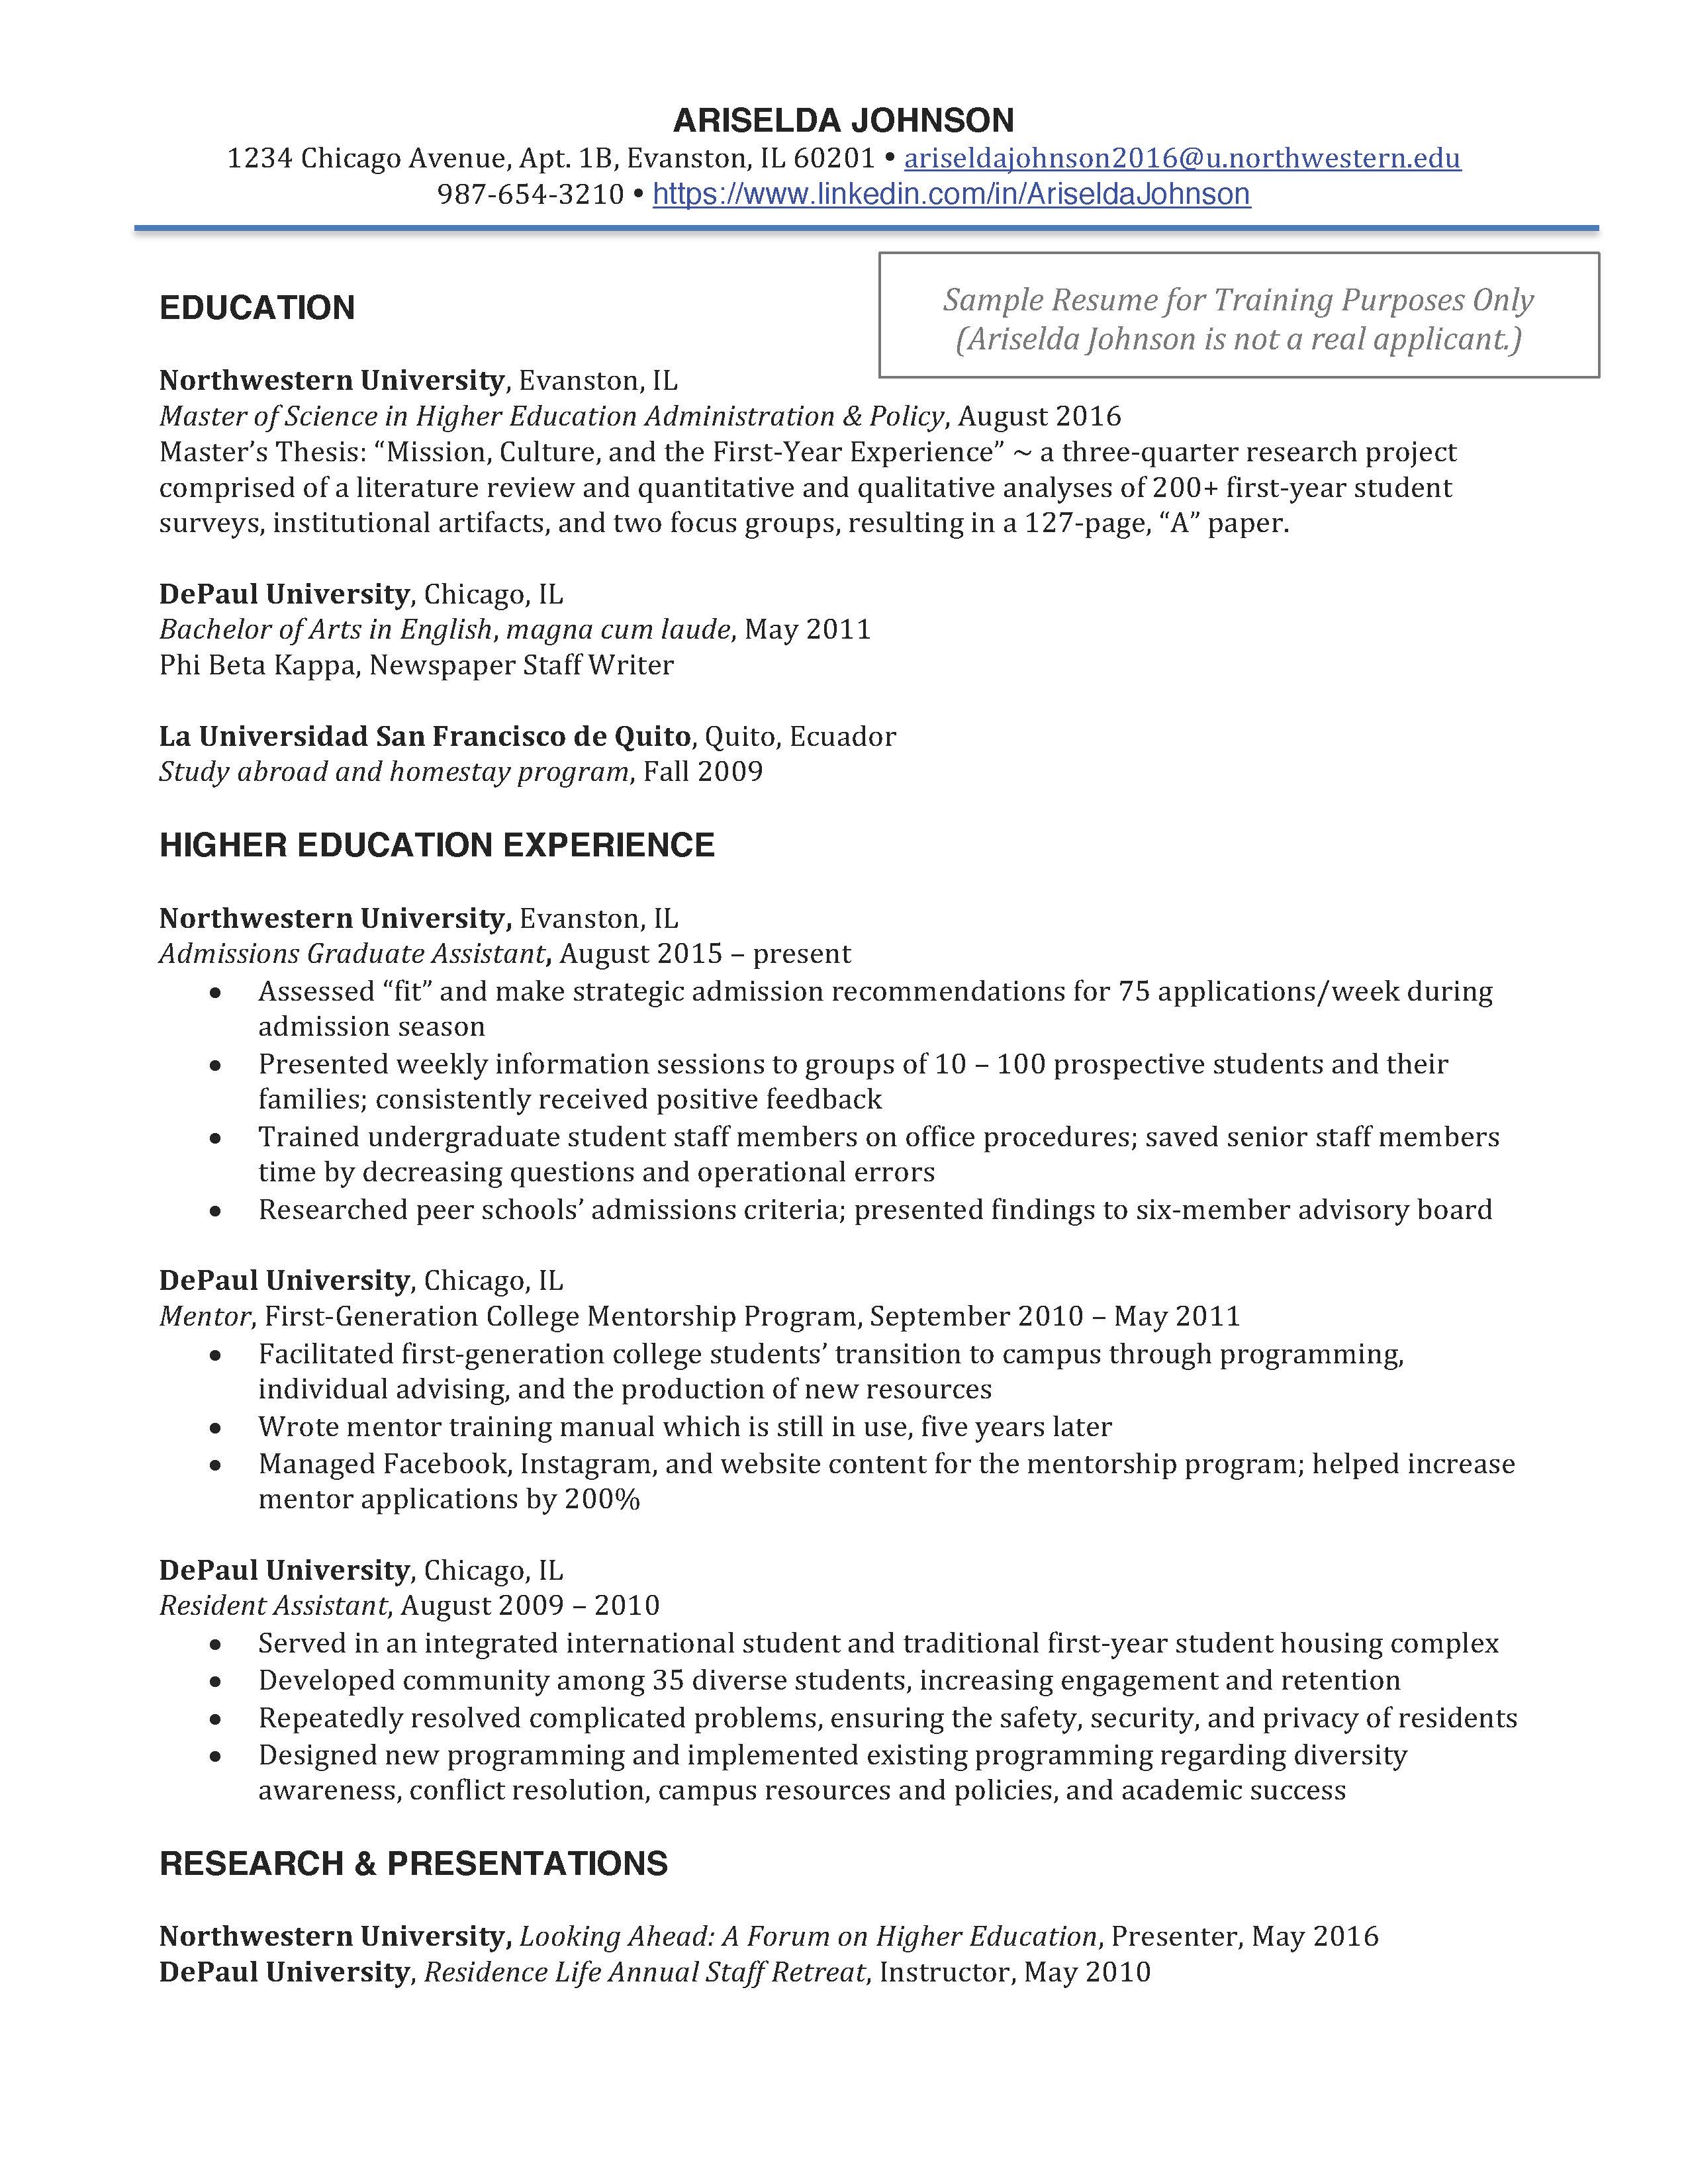 ARISELDA JOHNSON
1234 Chicago Avenue, Apt. 1B, Evanston, IL 60201 • ariseldajohnson2016@u.northwestern.edu
987-654-3210 • https://www.linkedin.com/in/AriseldaJohnson
Sample Resume for Training Purposes Only
(Ariselda Johnson is not a real applicant.)
EDUCATION
Northwestern University, Evanston, IL
Master of Science in Higher Education Administration & Policy, August 2016
Master’s Thesis: “Mission, Culture, and the First-Year Experience” ~ a three-quarter research project
comprised of a literature review and quantitative and qualitative analyses of 200+ first-year student
surveys, institutional artifacts, and two focus groups, resulting in a 127-page, “A” paper.
DePaul University, Chicago, IL
Bachelor of Arts in English, magna cum laude, May 2011
Phi Beta Kappa, Newspaper Staff Writer
La Universidad San Francisco de Quito, Quito, Ecuador
Study abroad and homestay program, Fall 2009
HIGHER EDUCATION EXPERIENCE
Northwestern University, Evanston, IL
Admissions Graduate Assistant, August 2015 – present
• Assessed “fit” and make strategic admission recommendations for 75 applications/week during
admission season
• Presented weekly information sessions to groups of 10 – 100 prospective students and their
families; consistently received positive feedback
• Trained undergraduate student staff members on office procedures; saved senior staff members
time by decreasing questions and operational errors
• Researched peer schools’ admissions criteria; presented findings to six-member advisory board
DePaul University, Chicago, IL
Mentor, First-Generation College Mentorship Program, September 2010 – May 2011
• Facilitated first-generation college students’ transition to campus through programming,
individual advising, and the production of new resources
• Wrote mentor training manual which is still in use, five years later
• Managed Facebook, Instagram, and website content for the mentorship program; helped increase
mentor applications by 200%
DePaul University, Chicago, IL
Resident Assistant, August 2009 – 2010
• Served in an integrated international student and traditional first-year student housing complex
• Developed community among 35 diverse students, increasing engagement and retention
• Repeatedly resolved complicated problems, ensuring the safety, security, and privacy of residents
• Designed new programming and implemented existing programming regarding diversity
awareness, conflict resolution, campus resources and policies, and academic success
RESEARCH & PRESENTATIONS
Northwestern University, Looking Ahead: A Forum on Higher Education, Presenter, May 2016
DePaul University, Residence Life Annual Staff Retreat, Instructor, May 2010